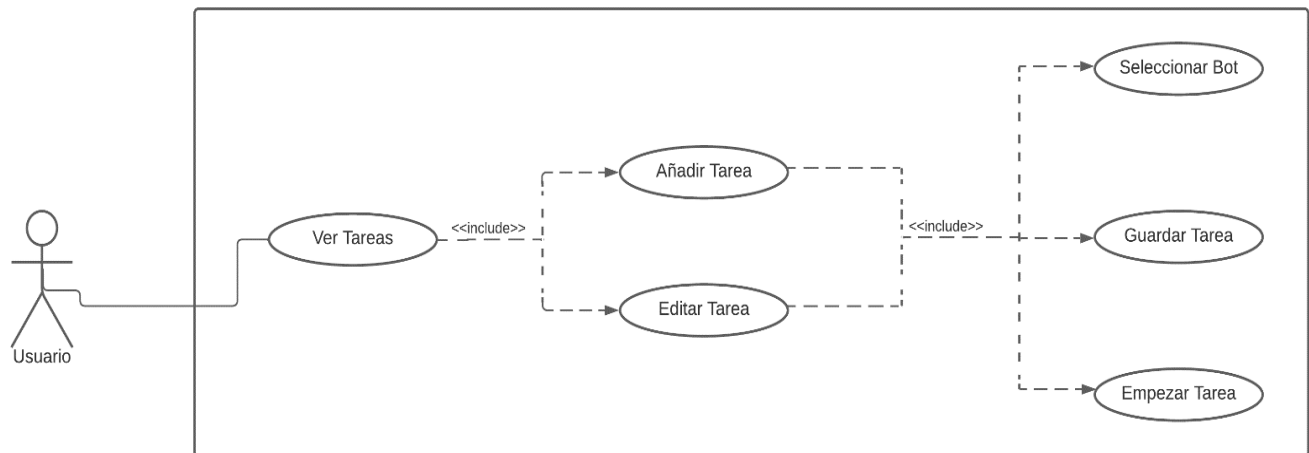 Seleccionar Bot
Añadir Tarea
<<include>>
<<include>>
Ver Tareas
Guardar Tarea
Editar Tarea
Usuario
Empezar Tarea